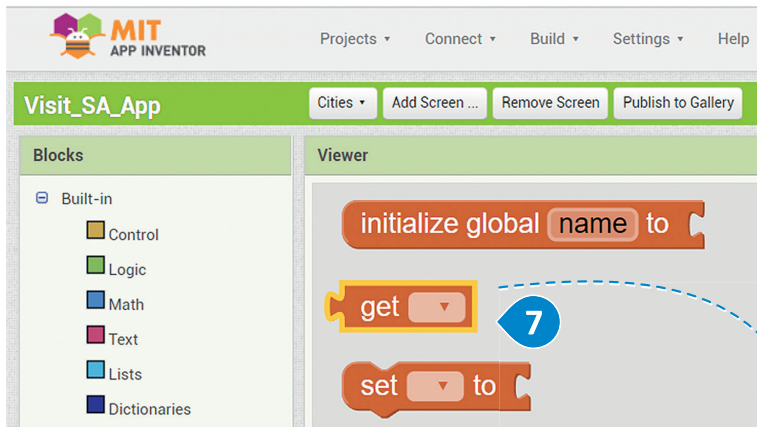 MIT
APP INVENTOR
Projects Connect Build Settings Help
Visit_SA_App
Cities Add Screen ... Remove Screen Publish to Gallery
Blocks
Viewer
Built-in
Control
Logic
Math
Text
Lists
Dictionaries
initialize global name to
get
7
set to